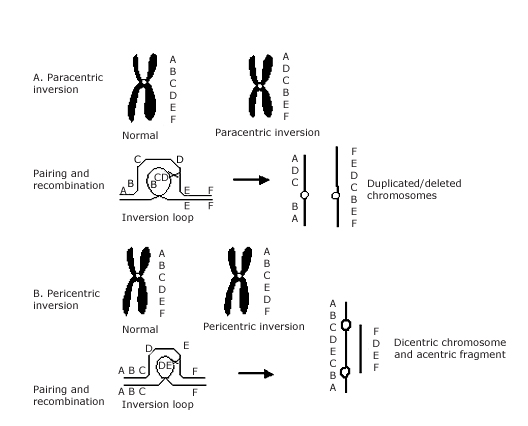 A. Paracentric
inversion
A
B
C
D
E
F
Normal
A
D
C
B
E
F
Paracentric inversion
Pairing and
recombination
A
B
C
D
B
CD
E
F
E
F
Inversion loop
A
D
C
B
A
F
E
D
C
B
E
F
Duplicated/deleted
chromosomes
B. Pericentric
inversion
A
B
C
D
E
F
Normal
A
B
C
E
D
F
Pericentric inversion
Pairing and
recombination
A B C
D
E
DE
F
A B C
F
Inversion loop
A
B
C
D
E
C
B
A
F
D
E
F
Dicentric chromosome
and acentric fragment